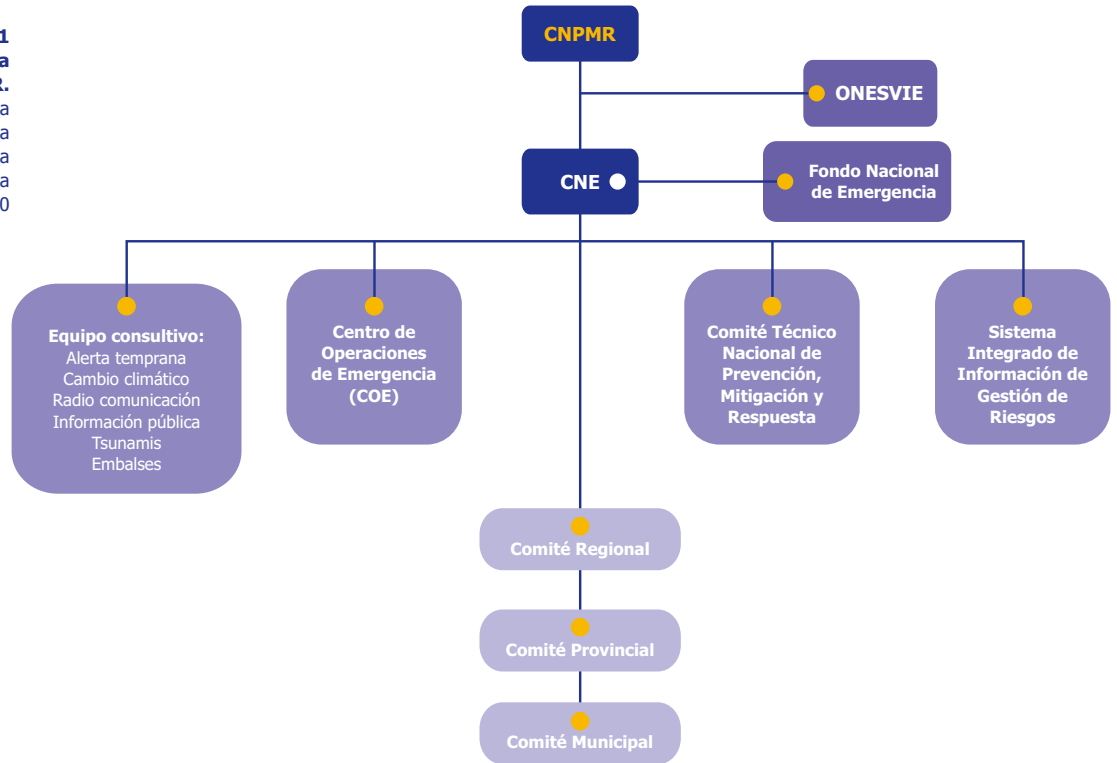 1
a
R.
a
a
a
a
0
CNPMR
ONESVIE
CNE
Fondo Nacional
de Emergencia
Equipo consultivo:
Alerta temprana
Cambio climático
Radio comunicación
Información pública
Tsunamis
Embalses
Centro de
Operaciones
de Emergencia
(COE)
Comité Técnico
Nacional de
Prevención,
Mitigación y
Respuesta
Sistema
Integrado de
Información de
Gestión de
Riesgos
Comité Regional
Comité Provincial
Comité Municipal